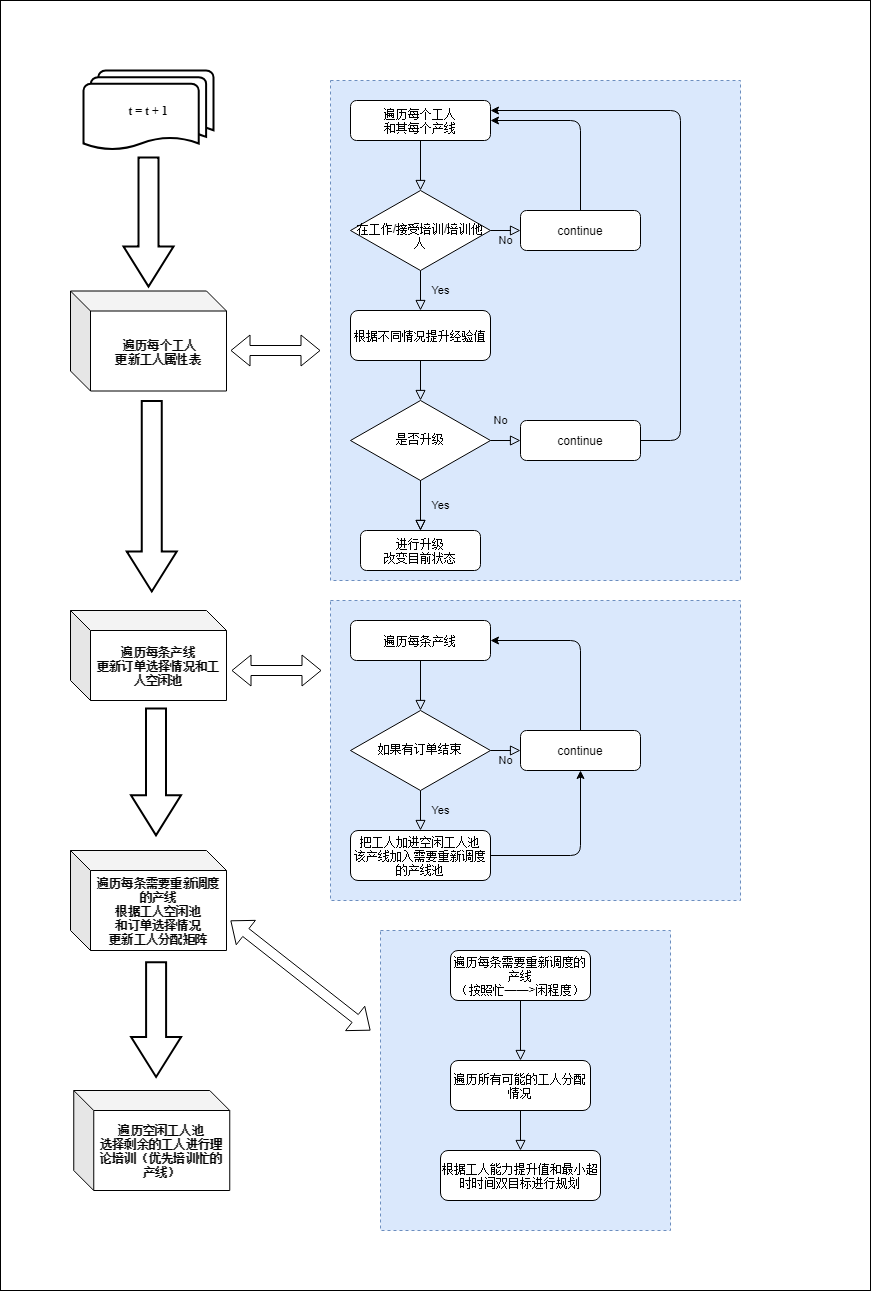 t = t + 1
遍历每个工人
更新工人属性表
遍历每条产线
更新订单选择情况和工
人空闲池
遍历每条需要重新调度
的产线
根据工人空闲池
和订单选择情况
更新工人分配矩阵
遍历空闲工人池
选择剩余的工人进行理
论培训（优先培训忙的
产线）
遍历每个工人
和其每个产线
在工作/接受培训/培训他
人
No
continue
Yes
根据不同情况提升经验值
是否升级
No
continue
Yes
进行升级
改变目前状态
遍历每条产线
如果有订单结束
No
continue
Yes
把工人加进空闲工人池
该产线加入需要重新调度
的产线池
遍历每条需要重新调度的
产线
（按照忙——>闲程度）
遍历所有可能的工人分配
情况
根据工人能力提升值和最小超
时时间双目标进行规划